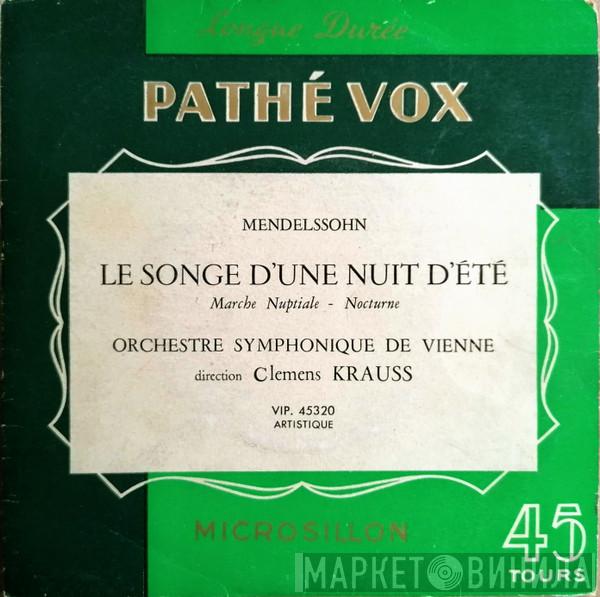 Longue Durée
PATHÉ VOX
MENDELSSOHN
LE SONGE D'UNE NUIT D'ÉTÉ
Marche Nuptiale - Nocturne
ORCHESTRE SYMPHONIQUE DE VIENNE
direction Clemens KRAUSS
VIP. 45320
ARTISTIQUE
MICROSILLON
45
TOURS
МАРКЕТ ВИНИЛА